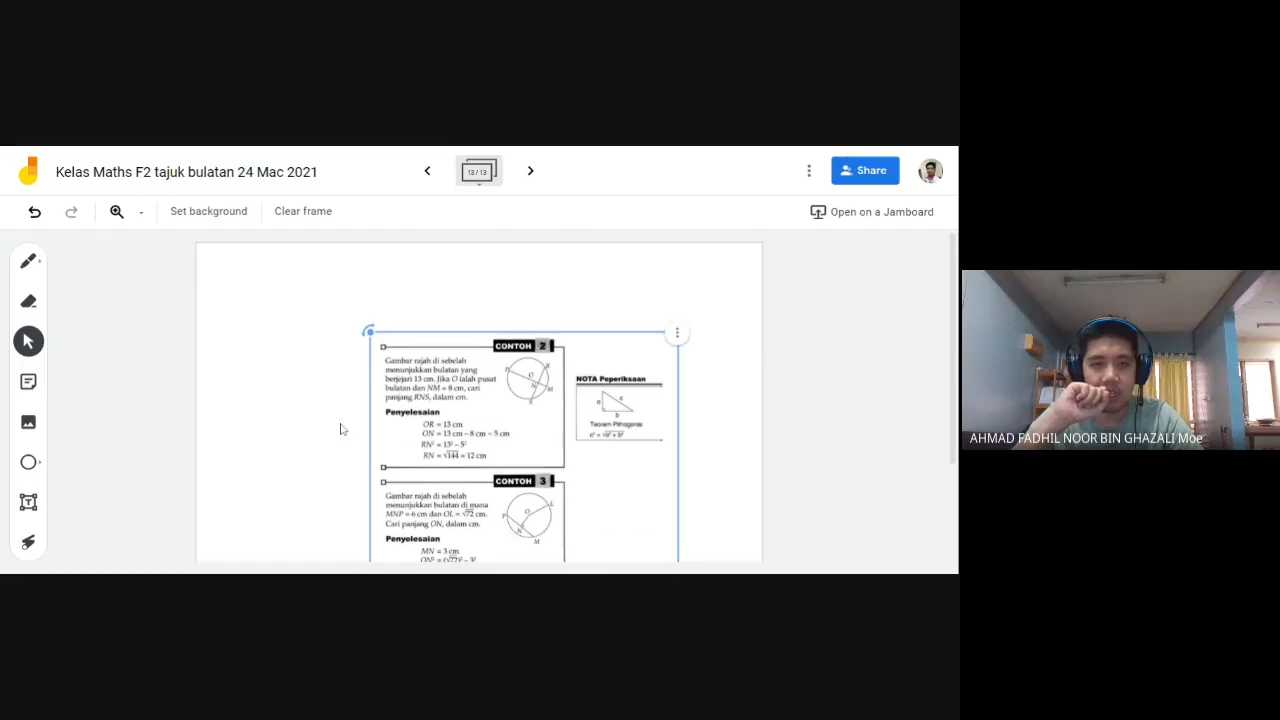 Kelas Maths F2 tajuk bulatan 24 Mac 2021
13 / 13
Share
Set background
Clear frame
Open on a Jamboard
CONTOH 2
Gambar rajah di sebelah
menunjukkan bulatan yang
berjejari 13 cm. Jika O ialah pusat
bulatan dan NM = 8 cm, cari
panjang RNS, dalam cm.
P
R
O
N
M
S
Penyelesaian
OR = 13 cm
ON = 13 cm – 8 cm = 5 cm
RN² = 13² – 5²
RN = √144 = 12 cm
NOTA Peperiksaan
a
c
b
Teorem Pithagoras
CONTOH 3
Gambar rajah di sebelah
menunjukkan bulatan di mana
MNP = 6 cm dan OL = √72 cm.
Cari panjang ON, dalam cm.
L
O
P
N
M
Penyelesaian
MN = 3 cm
ON² = (√72)² – 3²
AHMAD FADHIL NOOR BIN GHAZALI Moe